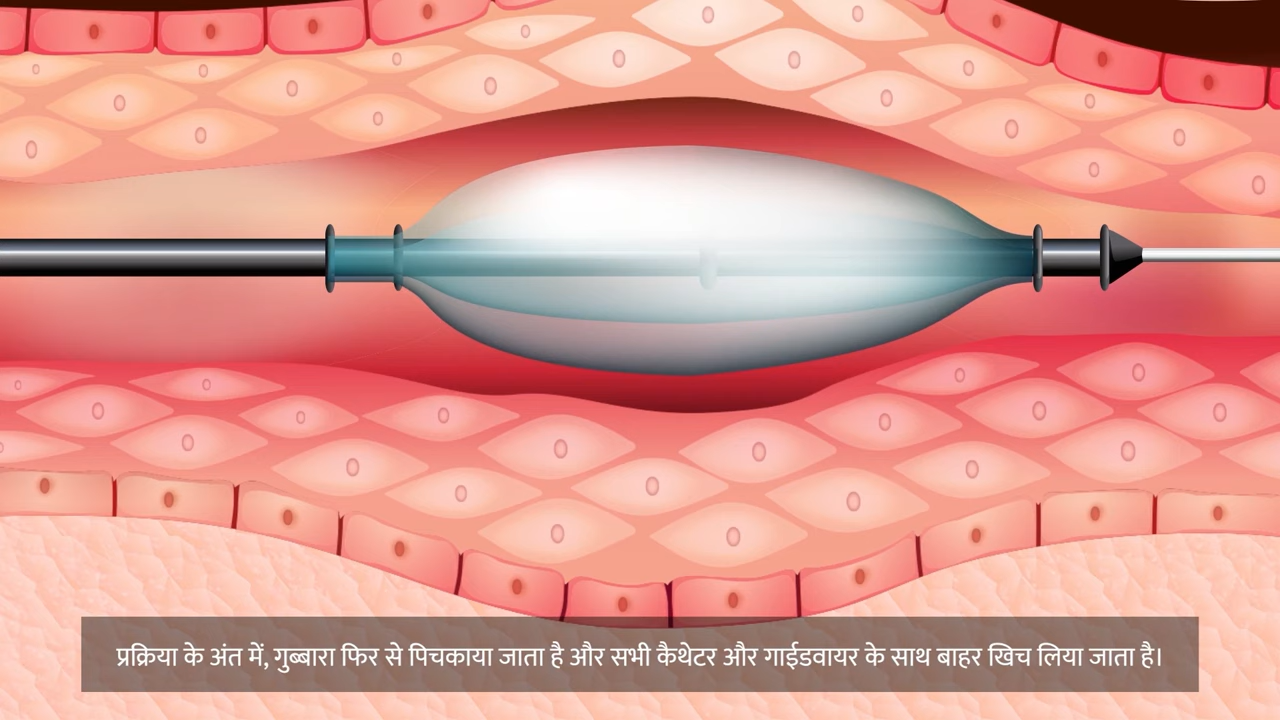 प्रक्रिया के अंत में, गुब्बारा फिर से पिचकाया जाता है और सभी कैथेटर और गाईडवायर के साथ बाहर खिच लिया जाता है।